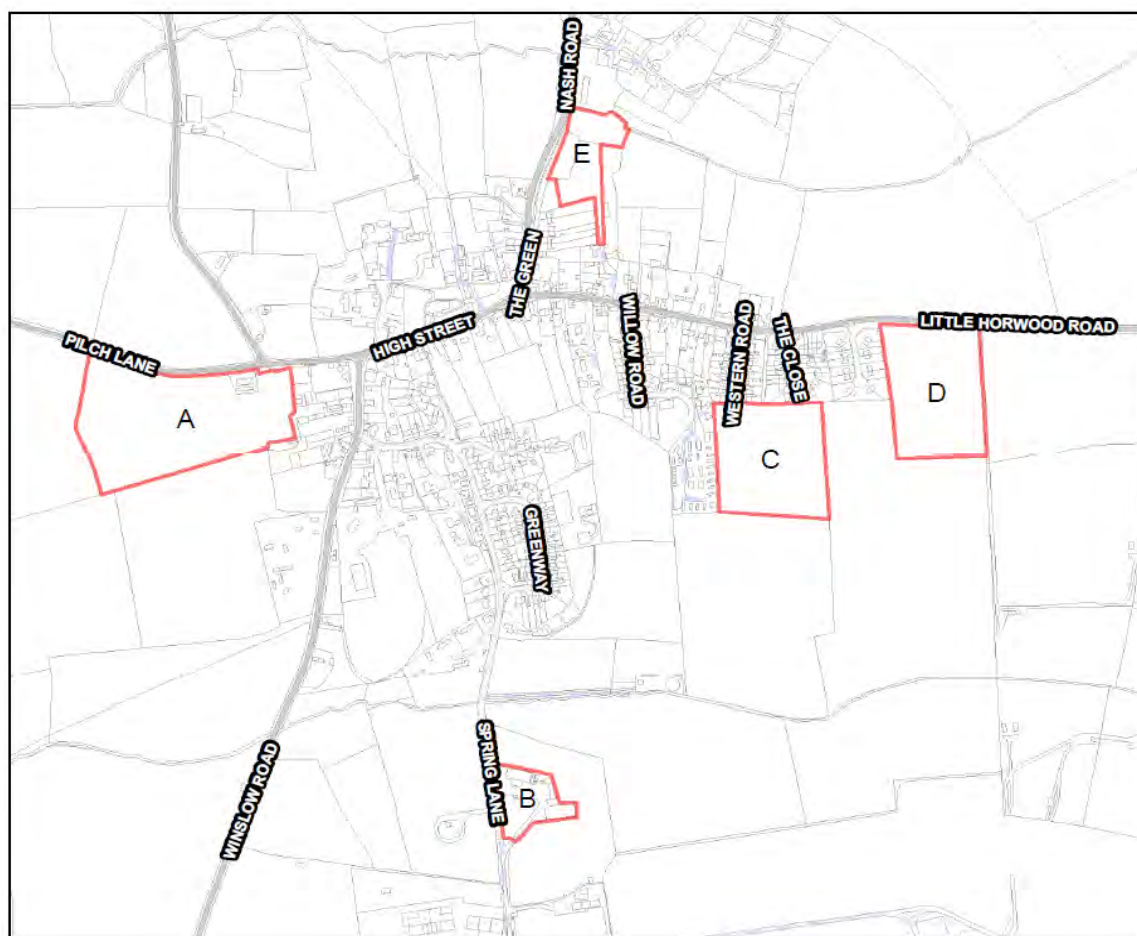 NASH ROAD
E
THE GREEN
HIGH STREET
PILCH LANE
A
WILLOW ROAD
WESTERN ROAD
THE CLOSE
LITTLE HORWOOD ROAD
D
C
GREENWAY
SPRING LANE
B
WINSLOW ROAD